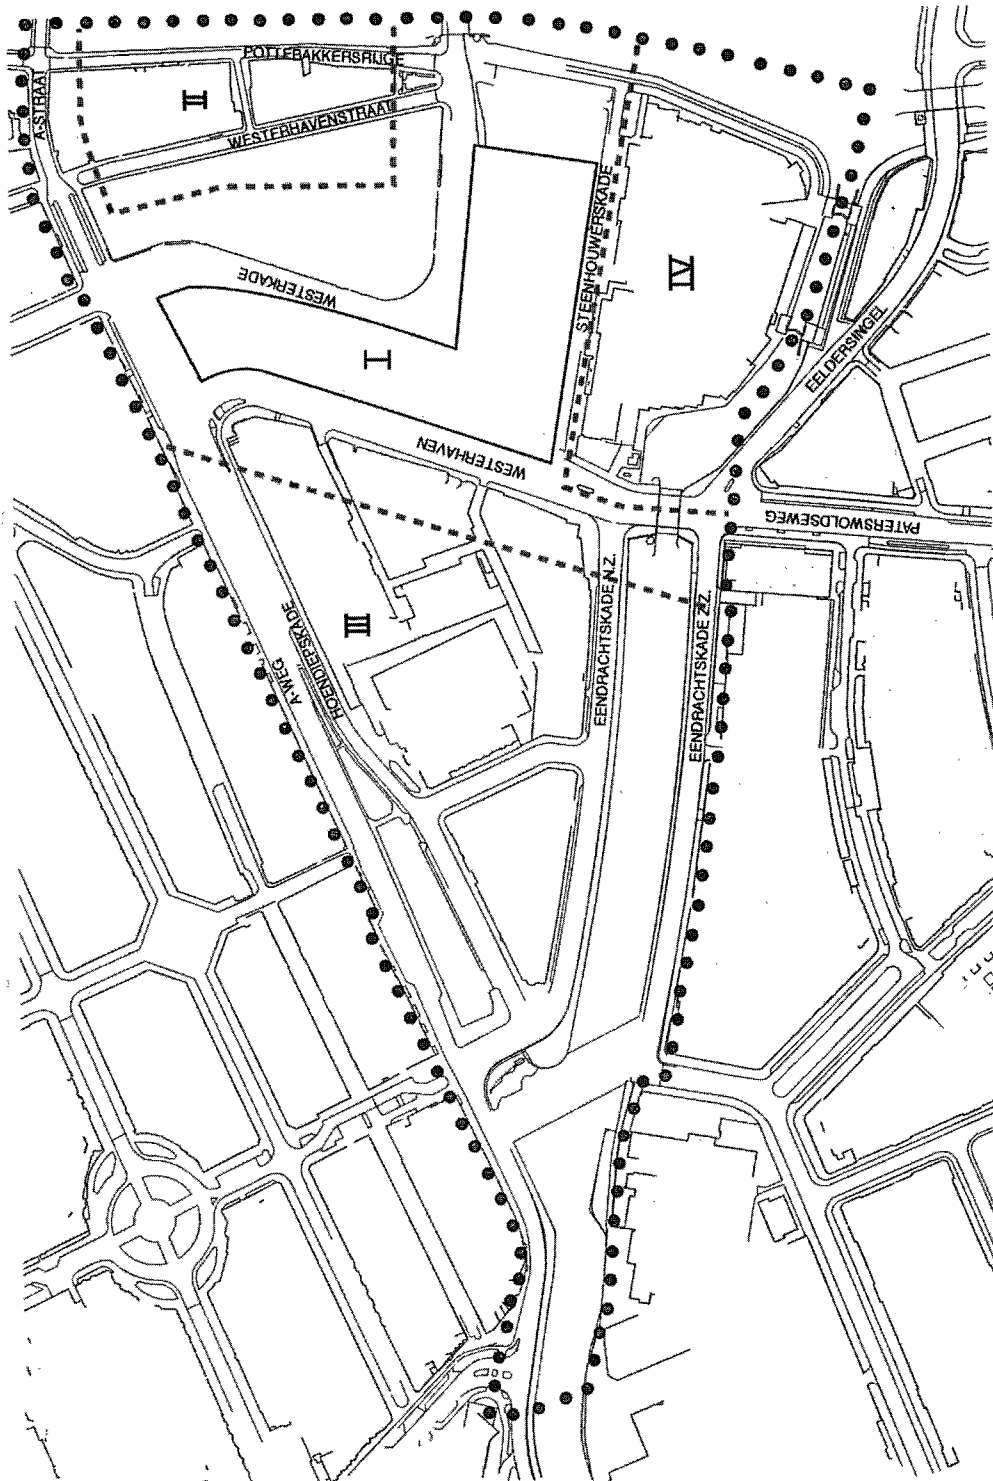 POTTEBAKKERSRIJGE
A-STRAAT
II
WESTERHAVENSTRAAT
STEENHOUWERSKADE
IV
WESTERKADE
I
EELDERSINGEL
WESTERHAVEN
PATERSWOLDSEWEG
EENDRACHTSKADE N.Z.
EENDRACHTSKADE Z.Z.
III
HOENDIEPSKADE
A-WEG